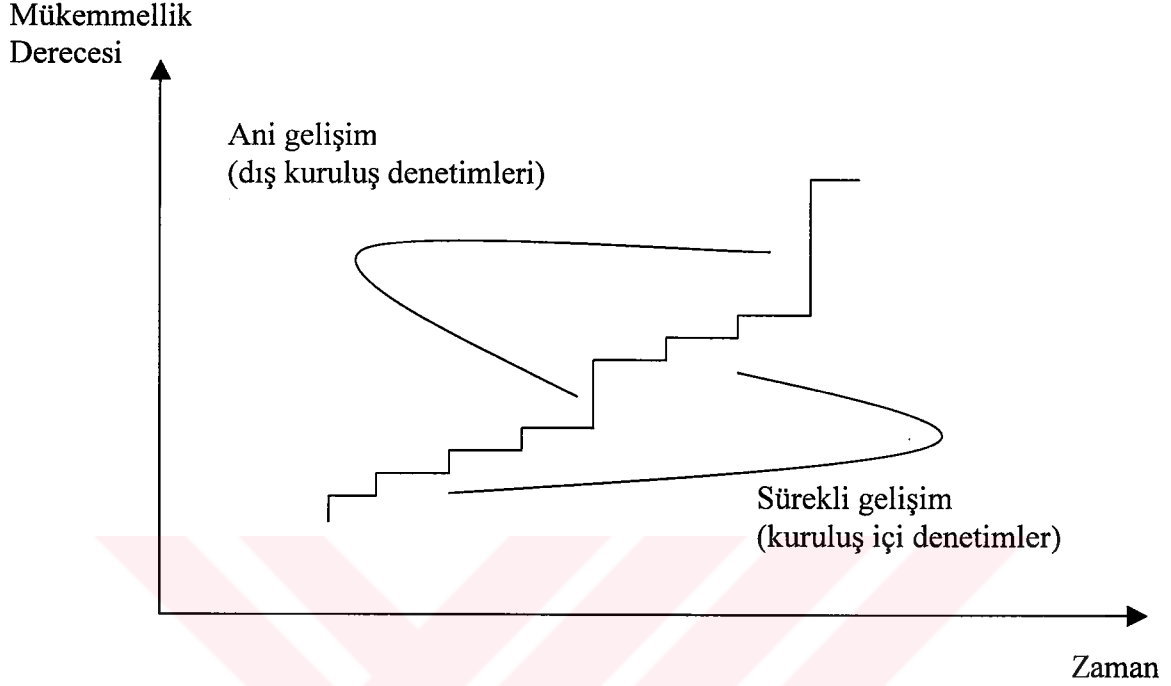 Mükemmellik
Derecesi
Ani gelişim
(dış kuruluş denetimleri)
Sürekli gelişim
(kuruluş içi denetimler)
Zaman